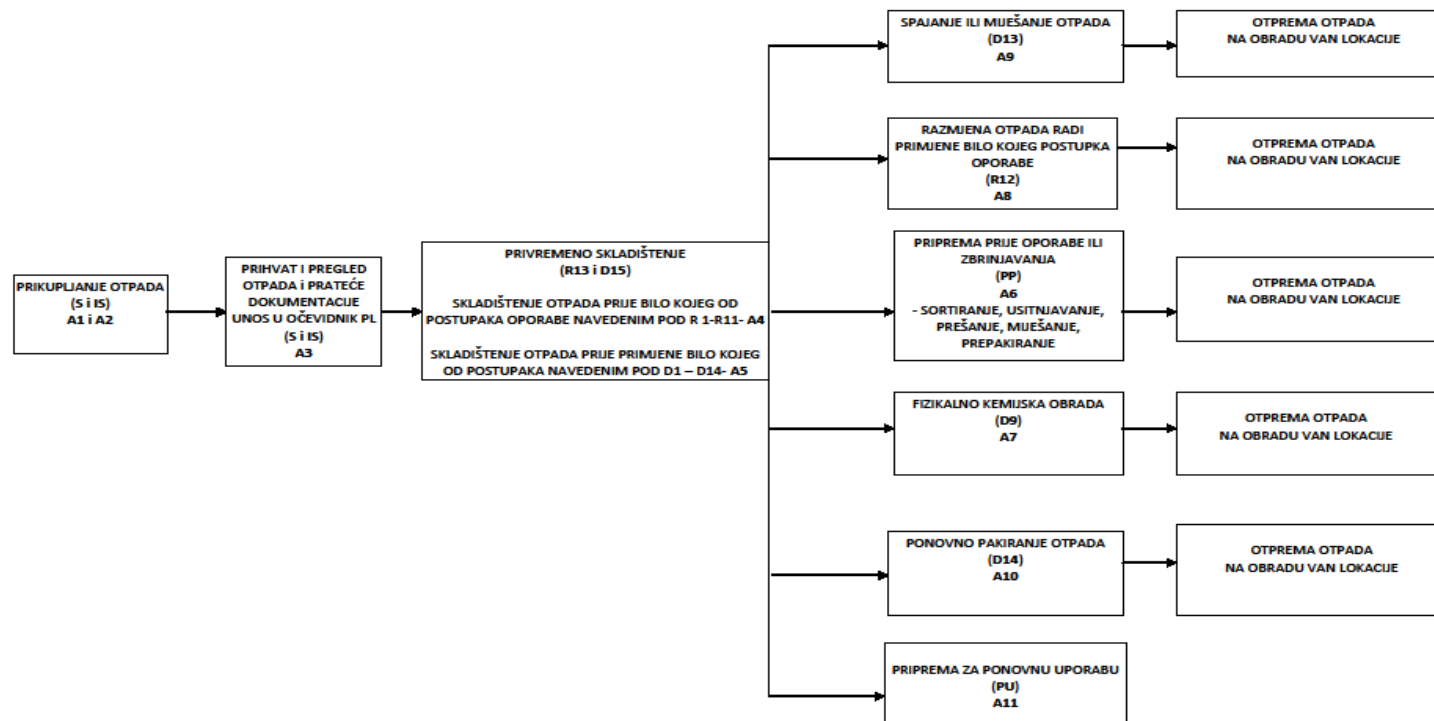 PRIKUPLJANJE OTPADA
(S i IS)
A1 i A2
PRIHVAT I PREGLED
OTPADA i PRATEĆE
DOKUMENTACIJE
UNOS U OČEVIDNIK PL
(S i IS)
A3
PRIVREMENO SKLADIŠTENJE
(R13 i D15)
SKLADIŠTENJE OTPADA PRIJE BILO KOJEG OD
POSTUPAKA OPORABE NAVEDENIM POD R 1-R11- A4
SKLADIŠTENJE OTPADA PRIJE PRIMJENE BILO KOJEG
OD POSTUPAKA NAVEDENIM POD D1 – D14- A5
SPAJANJE ILI MIJEŠANJE OTPADA
(D13)
A9
OTPREMA OTPADA
NA OBRADU VAN LOKACIJE
RAZMJENA OTPADA RADI
PRIMJENE BILO KOJEG POSTUPKA
OPORABE
(R12)
A8
OTPREMA OTPADA
NA OBRADU VAN LOKACIJE
PRIPREMA PRIJE OPORABE ILI
ZBRINJAVANJA
(PP)
A6
- SORTIRANJE, USITNJAVANJE,
PREŠANJE, MIJEŠANJE,
PREPAKIRANJE
OTPREMA OTPADA
NA OBRADU VAN LOKACIJE
FIZIKALNO KEMIJSKA OBRADA
(D9)
A7
OTPREMA OTPADA
NA OBRADU VAN LOKACIJE
PONOVNO PAKIRANJE OTPADA
(D14)
A10
OTPREMA OTPADA
NA OBRADU VAN LOKACIJE
PRIPREMA ZA PONOVNU UPORABU
(PU)
A11